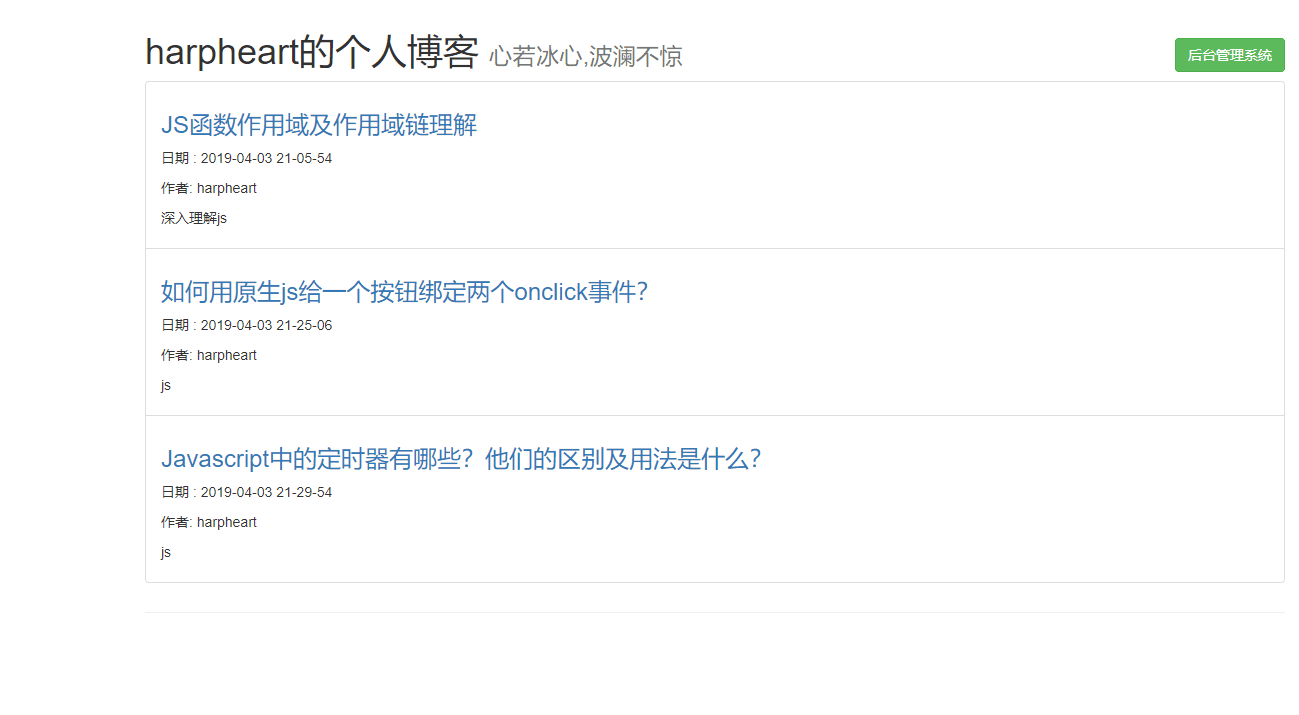 harpheart的个人博客 心若冰心,波澜不惊
后台管理系统
JS函数作用域及作用域链理解
日期 : 2019-04-03 21-05-54
作者: harpheart
深入理解js
如何用原生js给一个按钮绑定两个onclick事件？
日期 : 2019-04-03 21-25-06
作者: harpheart
js
Javascript中的定时器有哪些？他们的区别及用法是什么？
日期 : 2019-04-03 21-29-54
作者: harpheart
js